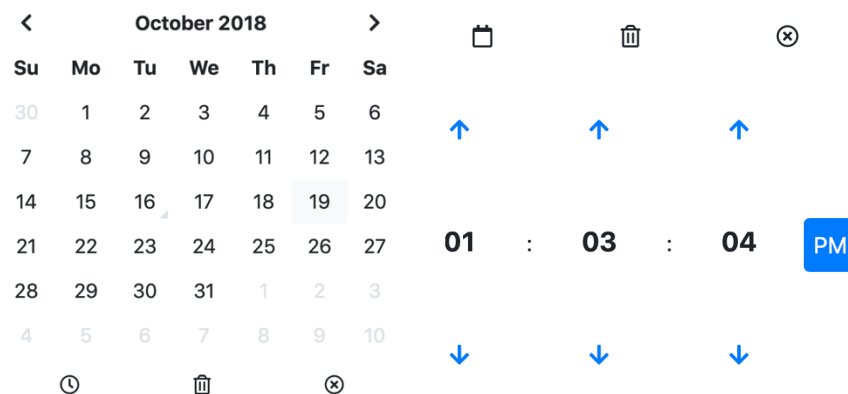 October 2018
Su Mo Tu We Th Fr Sa
30 1 2 3 4 5 6
7 8 9 10 11 12 13
14 15 16 17 18 19 20
21 22 23 24 25 26 27
28 29 30 31 1 2 3
4 5 6 7 8 9 10
01 : 03 : 04 PM